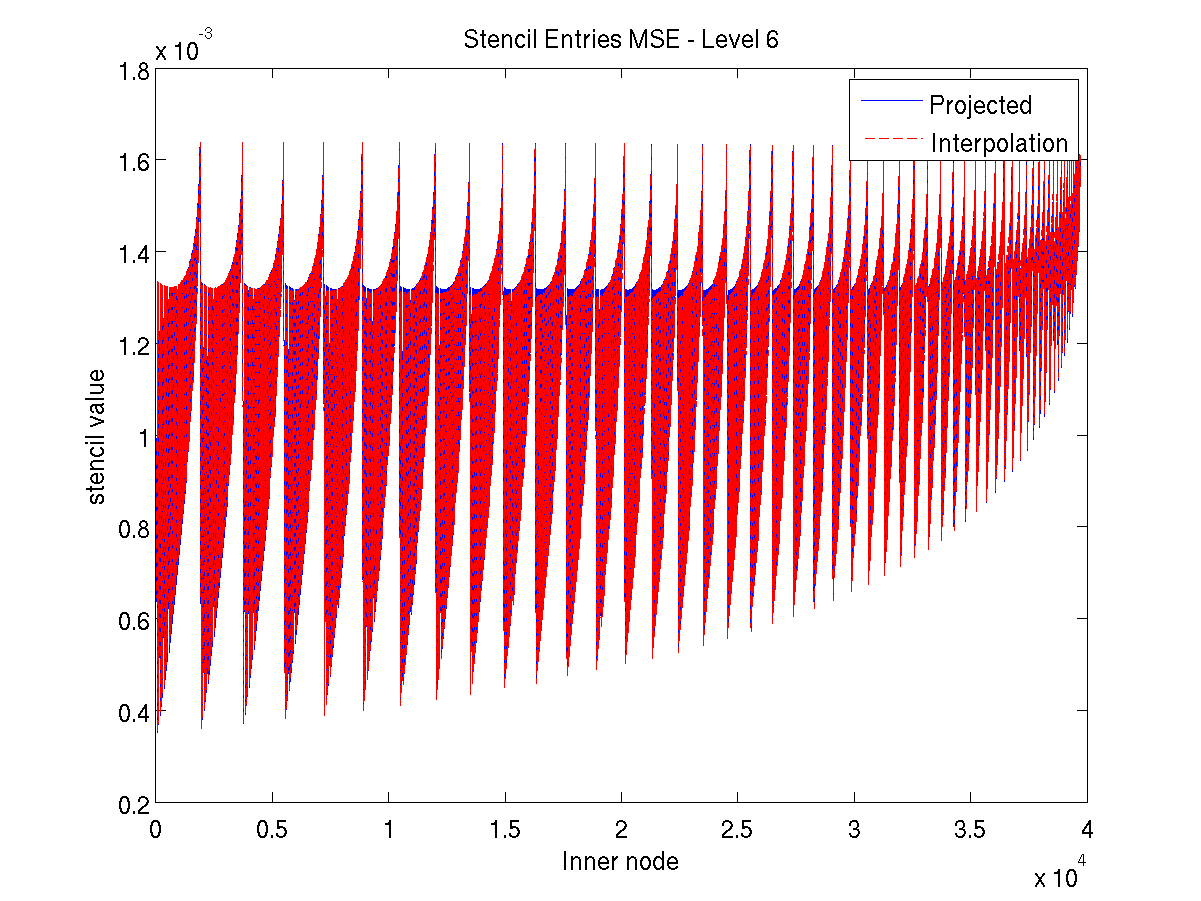 Stencil Entries MSE - Level 6
x 10^-3
Projected
Interpolation
1.8
1.6
1.4
1.2
1
0.8
0.6
0.4
0.2
stencil value
0 0.5 1 1.5 2 2.5 3 3.5 4
Inner node
x 10^4